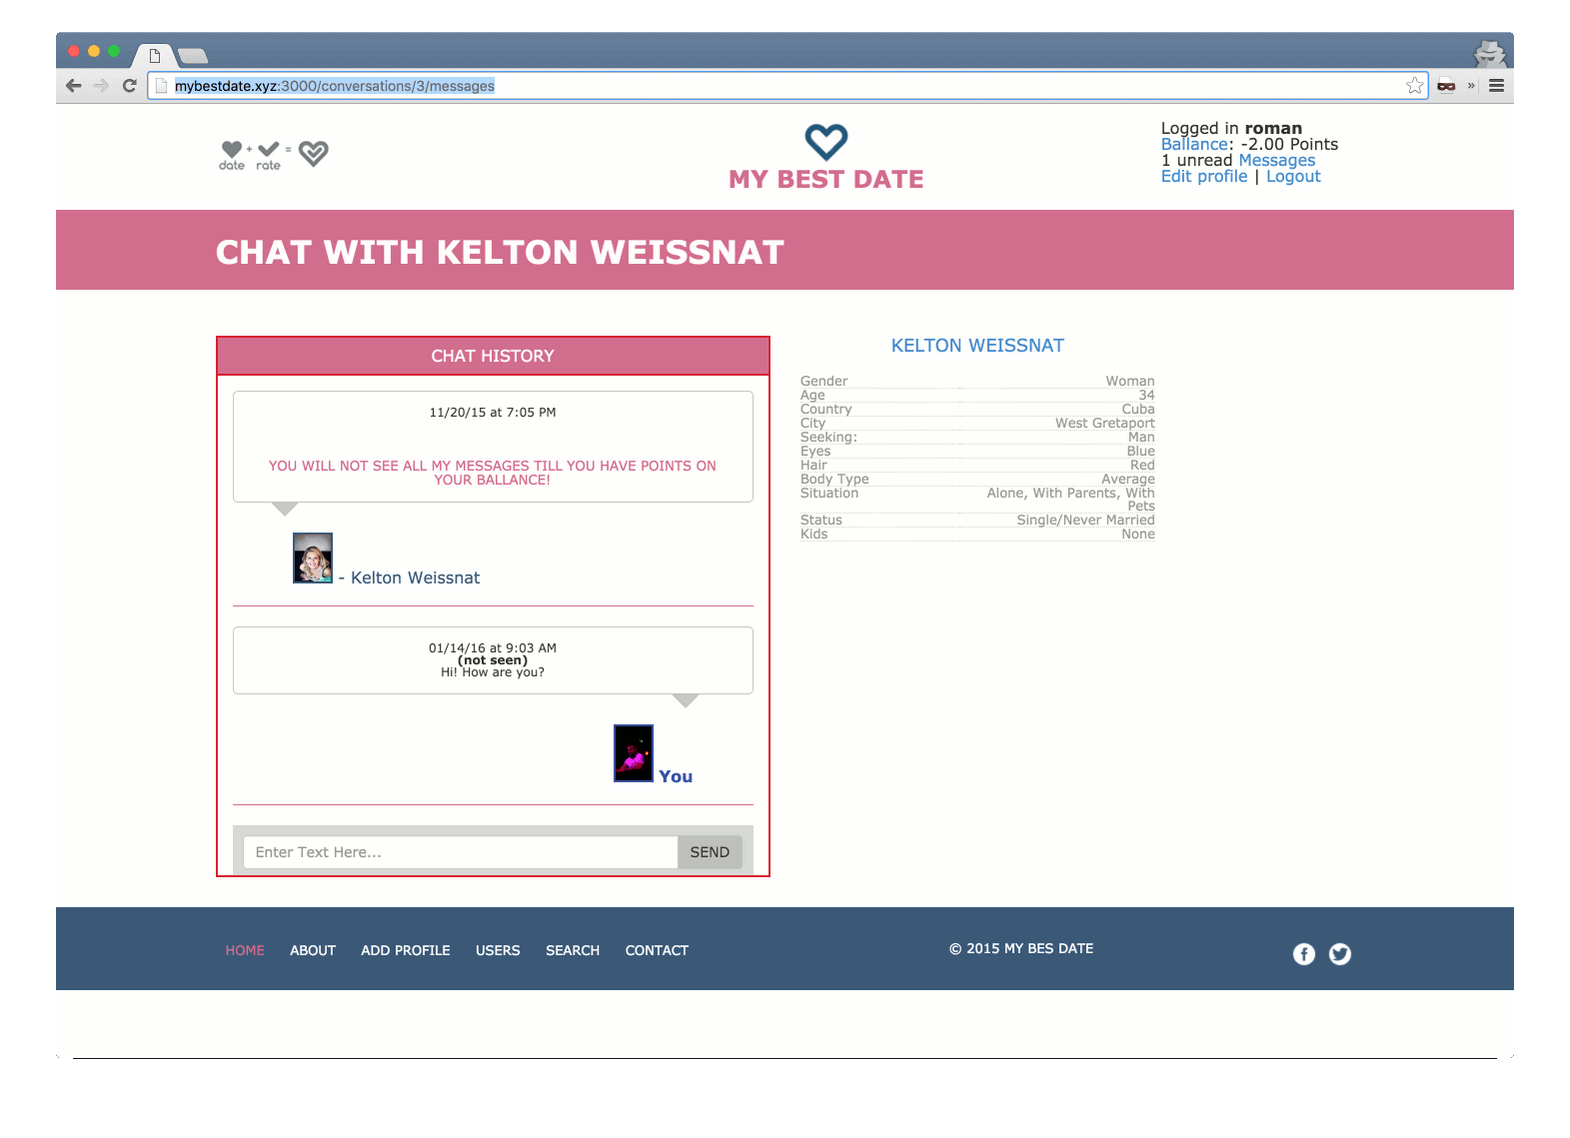 mybestdate.xyz:3000/conversations/3/messages
»
date + rate =
MY BEST DATE
Logged in roman
Ballance: -2.00 Points
1 unread Messages
Edit profile | Logout
CHAT WITH KELTON WEISSNAT
CHAT HISTORY
11/20/15 at 7:05 PM
YOU WILL NOT SEE ALL MY MESSAGES TILL YOU HAVE POINTS ON
YOUR BALLANCE!
- Kelton Weissnat
01/14/16 at 9:03 AM
(not seen)
Hi! How are you?
You
Enter Text Here...
SEND
KELTON WEISSNAT
Gender Woman
Age 34
Country Cuba
City West Gretaport
Seeking: Man
Eyes Blue
Hair Red
Body Type Average
Situation Alone, With Parents, With
Pets
Status Single/Never Married
Kids None
HOME ABOUT ADD PROFILE USERS SEARCH CONTACT
© 2015 MY BES DATE